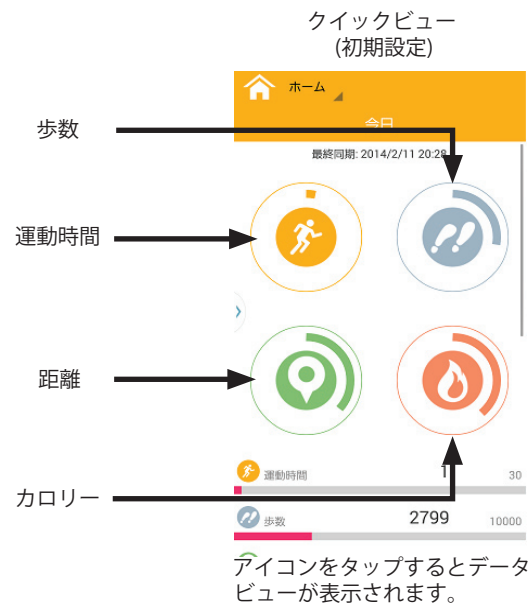 クイックビュー
(初期設定)
ホーム
今日
歩数
最終同期: 2014/2/11 20:28
運動時間
距離
カロリー
運動時間 1 30
歩数 2799 10000
アイコンをタップするとデータ
ビューが表示されます。